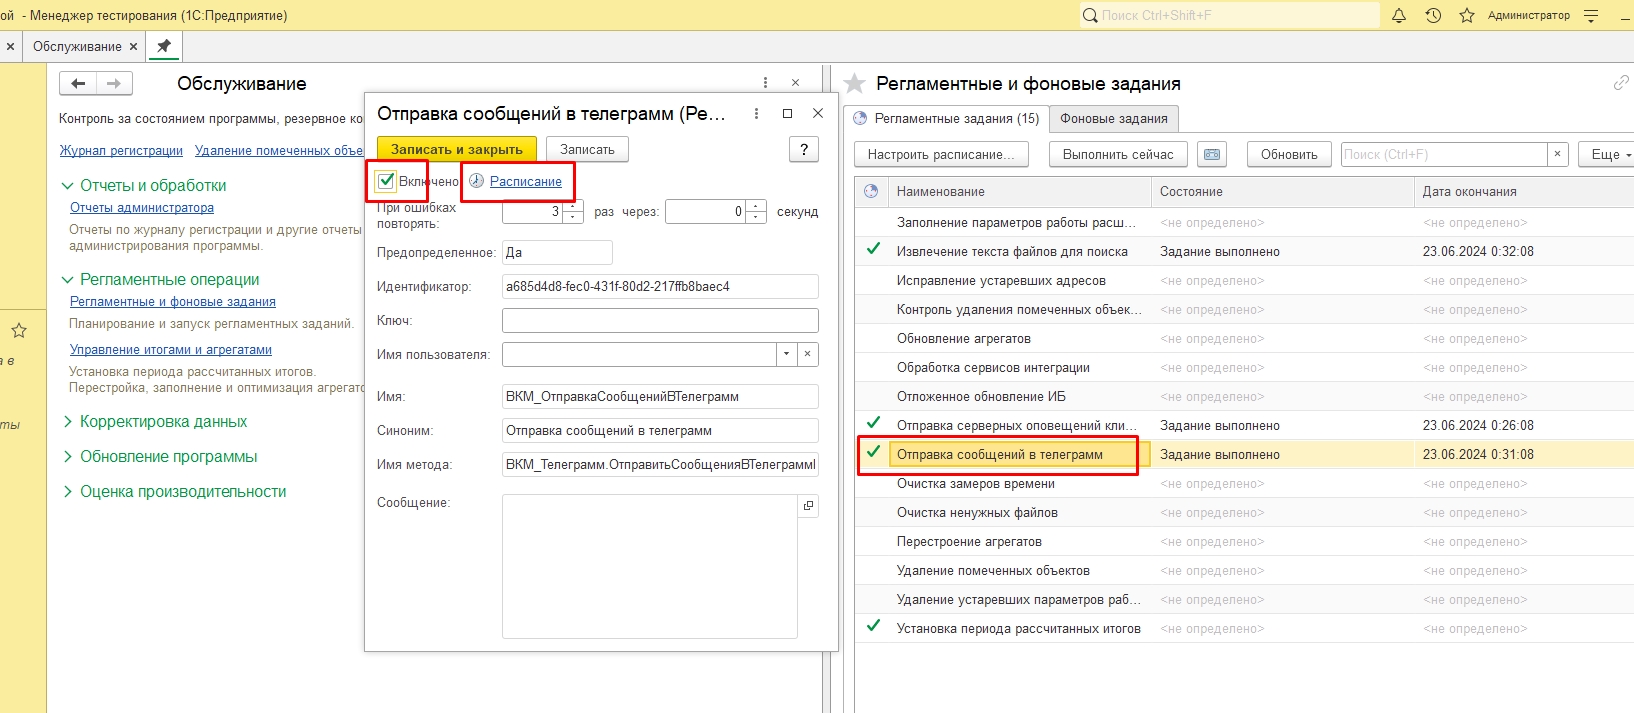 ой - Менеджер тестирования (1С:Предприятие)
Поиск Ctrl+Shift+F
Администратор
Обслуживание
Обслуживание
Контроль за состоянием программы, резервное ко
Журнал регистрации Удаление помеченных объе
Отчеты и обработки
Отчеты администратора
Отчеты по журналу регистрации и другие отчеты
администрирования программы.
Регламентные операции
Регламентные и фоновые задания
Планирование и запуск регламентных заданий.
Управление итогами и агрегатами
Установка периода рассчитанных итогов.
Перестройка, заполнение и оптимизация агрегато
Корректировка данных
Обновление программы
Оценка производительности
а в
ты
Отправка сообщений в телеграмм (Ре...
Записать и закрыть Записать ?
Включено Расписание
При ошибках повторять: 3 раз через: 0 секунд
Предопределенное: Да
Идентификатор: a685d4d8-fec0-431f-80d2-217ffb8baec4
Ключ:
Имя пользователя:
Имя: ВКМ_ОтправкаСообщенийВТелеграмм
Синоним: Отправка сообщений в телеграмм
Имя метода: ВКМ_Телеграмм.ОтправитьСообщенияВТелеграммI
Сообщение:
Регламентные и фоновые задания
Регламентные задания (15) Фоновые задания
Настроить расписание... Выполнить сейчас Обновить Поиск (Ctrl+F) Еще
Наименование Состояние Дата окончания
Заполнение параметров работы расш... <не определено> <не определено>
Извлечение текста файлов для поиска Задание выполнено 23.06.2024 0:32:08
Исправление устаревших адресов <не определено> <не определено>
Контроль удаления помеченных объек... <не определено> <не определено>
Обновление агрегатов <не определено> <не определено>
Обработка сервисов интеграции <не определено> <не определено>
Отложенное обновление ИБ <не определено> <не определено>
Отправка серверных оповещений кли... Задание выполнено 23.06.2024 0:26:08
Отправка сообщений в телеграмм Задание выполнено 23.06.2024 0:31:08
Очистка замеров времени <не определено> <не определено>
Очистка ненужных файлов <не определено> <не определено>
Перестроение агрегатов <не определено> <не определено>
Удаление помеченных объектов <не определено> <не определено>
Удаление устаревших параметров раб... <не определено> <не определено>
Установка периода рассчитанных итогов <не определено> <не определено>